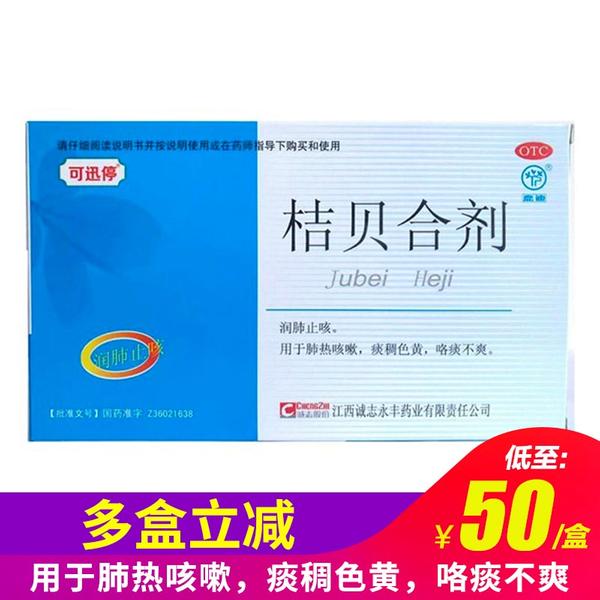 请仔细阅读说明书并按说明使用或在药师指导下购买和使用
可迅停®
OTC
®
桔贝合剂
Jubei Heji
润肺止咳。
用于肺热咳嗽，痰稠色黄，咯痰不爽。
润肺止咳
【批准文号】国药准字 Z36021638
CHENGZHI
诚志股份
江西诚志永丰药业有限责任公司
低至:
多盒立减
¥50/盒
用于肺热咳嗽，痰稠色黄，咯痰不爽